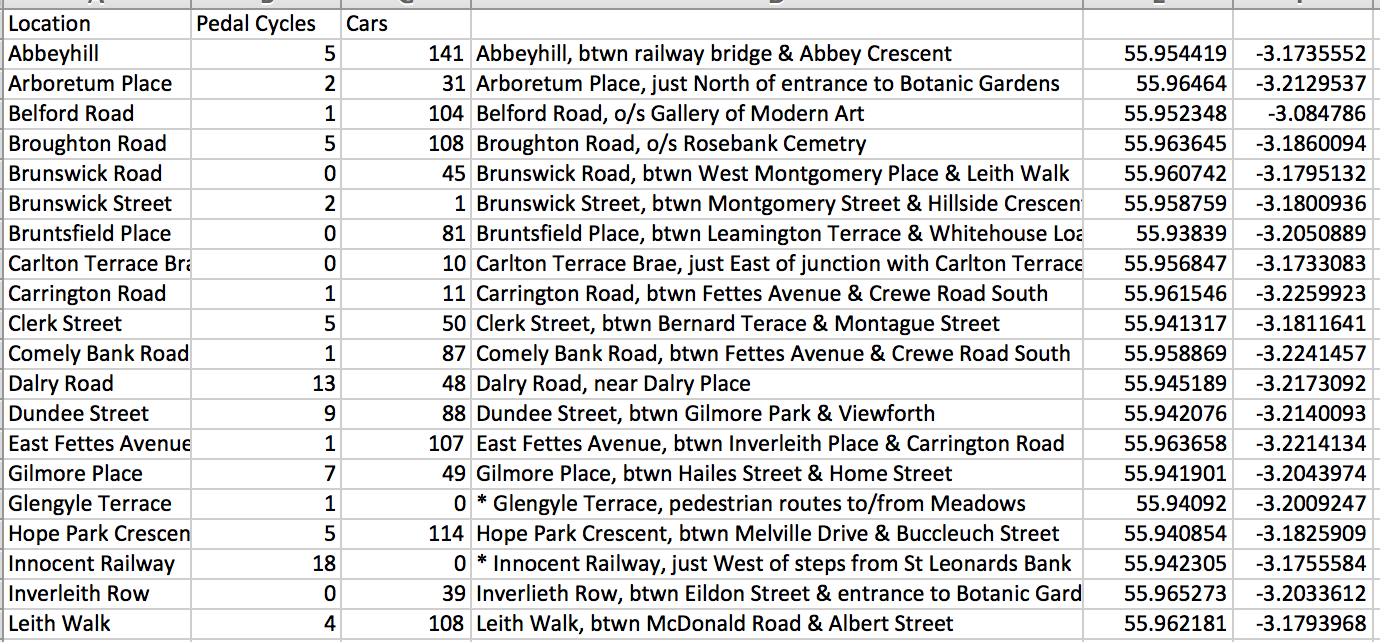 Location Pedal Cycles Cars
Abbeyhill 5 141 Abbeyhill, btwn railway bridge & Abbey Crescent 55.954419 -3.1735552
Arboretum Place 2 31 Arboretum Place, just North of entrance to Botanic Gardens 55.96464 -3.2129537
Belford Road 1 104 Belford Road, o/s Gallery of Modern Art 55.952348 -3.084786
Broughton Road 5 108 Broughton Road, o/s Rosebank Cemetry 55.963645 -3.1860094
Brunswick Road 0 45 Brunswick Road, btwn West Montgomery Place & Leith Walk 55.960742 -3.1795132
Brunswick Street 2 1 Brunswick Street, btwn Montgomery Street & Hillside Crescen 55.958759 -3.1800936
Bruntsfield Place 0 81 Bruntsfield Place, btwn Leamington Terrace & Whitehouse Loa 55.93839 -3.2050889
Carlton Terrace Bra 0 10 Carlton Terrace Brae, just East of junction with Carlton Terrace 55.956847 -3.1733083
Carrington Road 1 11 Carrington Road, btwn Fettes Avenue & Crewe Road South 55.961546 -3.2259923
Clerk Street 5 50 Clerk Street, btwn Bernard Terace & Montague Street 55.941317 -3.1811641
Comely Bank Road 1 87 Comely Bank Road, btwn Fettes Avenue & Crewe Road South 55.958869 -3.2241457
Dalry Road 13 48 Dalry Road, near Dalry Place 55.945189 -3.2173092
Dundee Street 9 88 Dundee Street, btwn Gilmore Park & Viewforth 55.942076 -3.2140093
East Fettes Avenue 1 107 East Fettes Avenue, btwn Inverleith Place & Carrington Road 55.963658 -3.2214134
Gilmore Place 7 49 Gilmore Place, btwn Hailes Street & Home Street 55.941901 -3.2043974
Glengyle Terrace 1 0 * Glengyle Terrace, pedestrian routes to/from Meadows 55.94092 -3.2009247
Hope Park Crescen 5 114 Hope Park Crescent, btwn Melville Drive & Buccleuch Street 55.940854 -3.1825909
Innocent Railway 18 0 * Innocent Railway, just West of steps from St Leonards Bank 55.942305 -3.1755584
Inverleith Row 0 39 Inverlieth Row, btwn Eildon Street & entrance to Botanic Gard 55.965273 -3.2033612
Leith Walk 4 108 Leith Walk, btwn McDonald Road & Albert Street 55.962181 -3.1793968